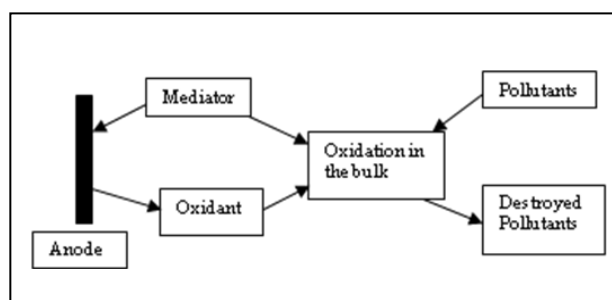 Mediator
Pollutants
Oxidation in
the bulk
Oxidant
Destroyed
Pollutants
Anode